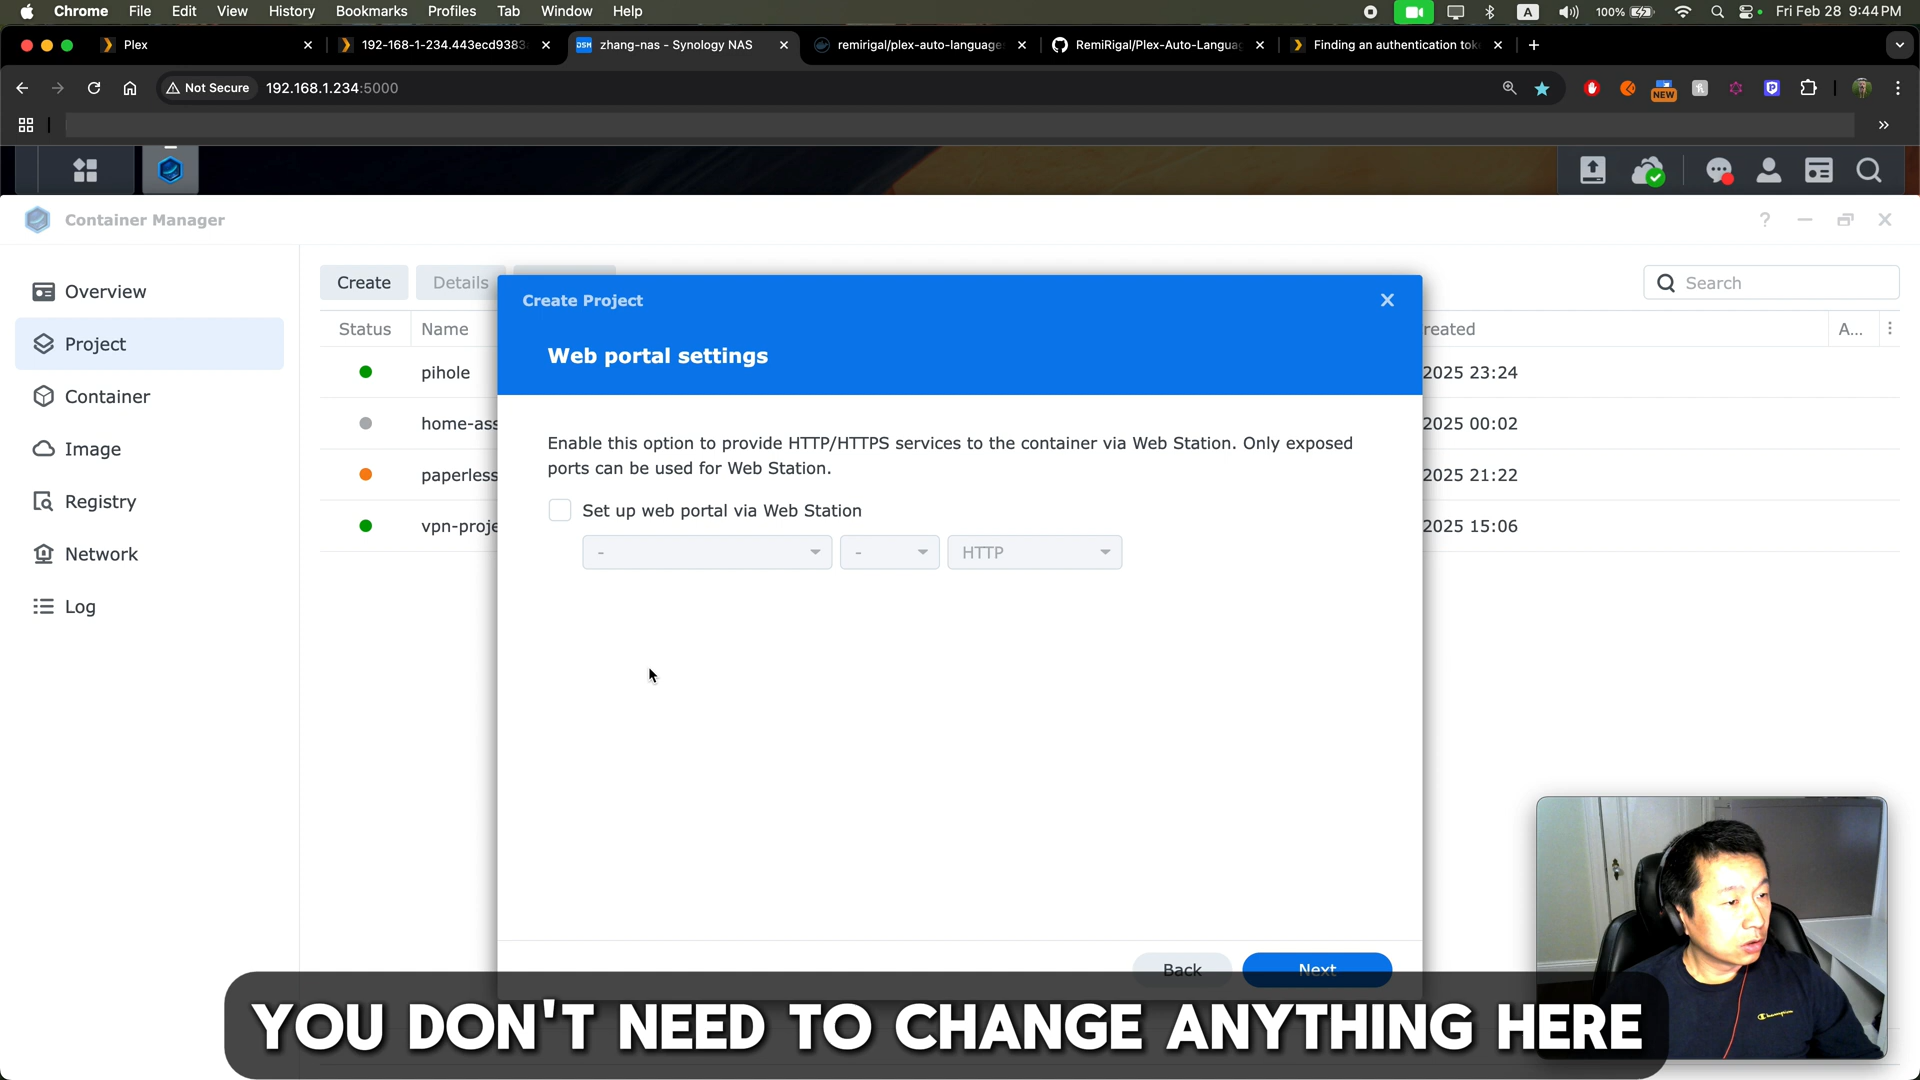 Chrome File Edit View History Bookmarks Profiles Tab Window Help A 100% Fri Feb 28 9:44 PM
Plex 192-168-1-234.443ecd9383 DSM zhang-nas - Synology NAS remirigal/plex-auto-language RemiRigal/Plex-Auto-Langua Finding an authentication tok
Not Secure 192.168.1.234:5000 NEW
Container Manager
Overview
Project
Container
Image
Registry
Network
Log
Create Details Search
Status Name reated A...
pihole 2025 23:24
home-ass 2025 00:02
paperless 2025 21:22
vpn-proje 2025 15:06
Create Project
Web portal settings
Enable this option to provide HTTP/HTTPS services to the container via Web Station. Only exposed
ports can be used for Web Station.
Set up web portal via Web Station
- - HTTP
Back Next
Champion
YOU DON'T NEED TO CHANGE ANYTHING HERE